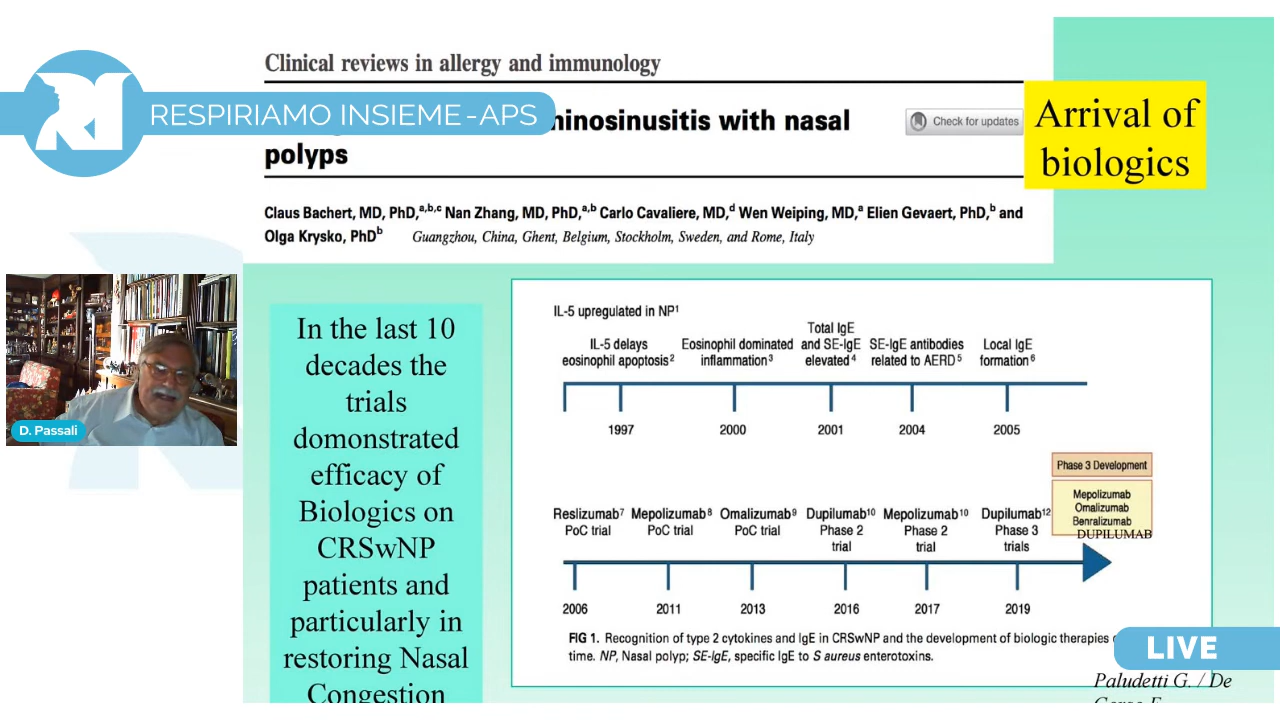 Clinical reviews in allergy and immunology
RESPIRIAMO INSIEME-APS
hinosinusitis with nasal
polyps
Check for updates
Arrival of
biologics
Claus Bachert, MD, PhD,a,b,c Nan Zhang, MD, PhD,a,b Carlo Cavaliere, MD,d Wen Weiping, MD,a Elien Gevaert, PhD,b and
Olga Krysko, PhDb Guangzhou, China, Ghent, Belgium, Stockholm, Sweden, and Rome, Italy
D. Passali
In the last 10
decades the
trials
domonstrated
efficacy of
Biologics on
CRSwNP
patients and
particularly in
restoring Nasal
Congestion
IL-5 upregulated in NP1
IL-5 delays
eosinophil apoptosis2
Eosinophil dominated
inflammation3
Total IgE
and SE-IgE
elevated4
SE-IgE antibodies
related to AERD5
Local IgE
formation6
1997
2000
2001
2004
2005
Phase 3 Development
Mepolizumab
Omalizumab
Benralizumab
DUPILUMAB
Reslizumab7
PoC trial
Mepolizumab8
PoC trial
Omalizumab9
PoC trial
Dupilumab10
Phase 2
trial
Mepolizumab10
Phase 2
trial
Dupilumab12
Phase 3
trials
2006
2011
2013
2016
2017
2019
FIG 1. Recognition of type 2 cytokines and IgE in CRSwNP and the development of biologic therapies
time. NP, Nasal polyp; SE-IgE, specific IgE to S aureus enterotoxins.
LIVE
Paludetti G. / De